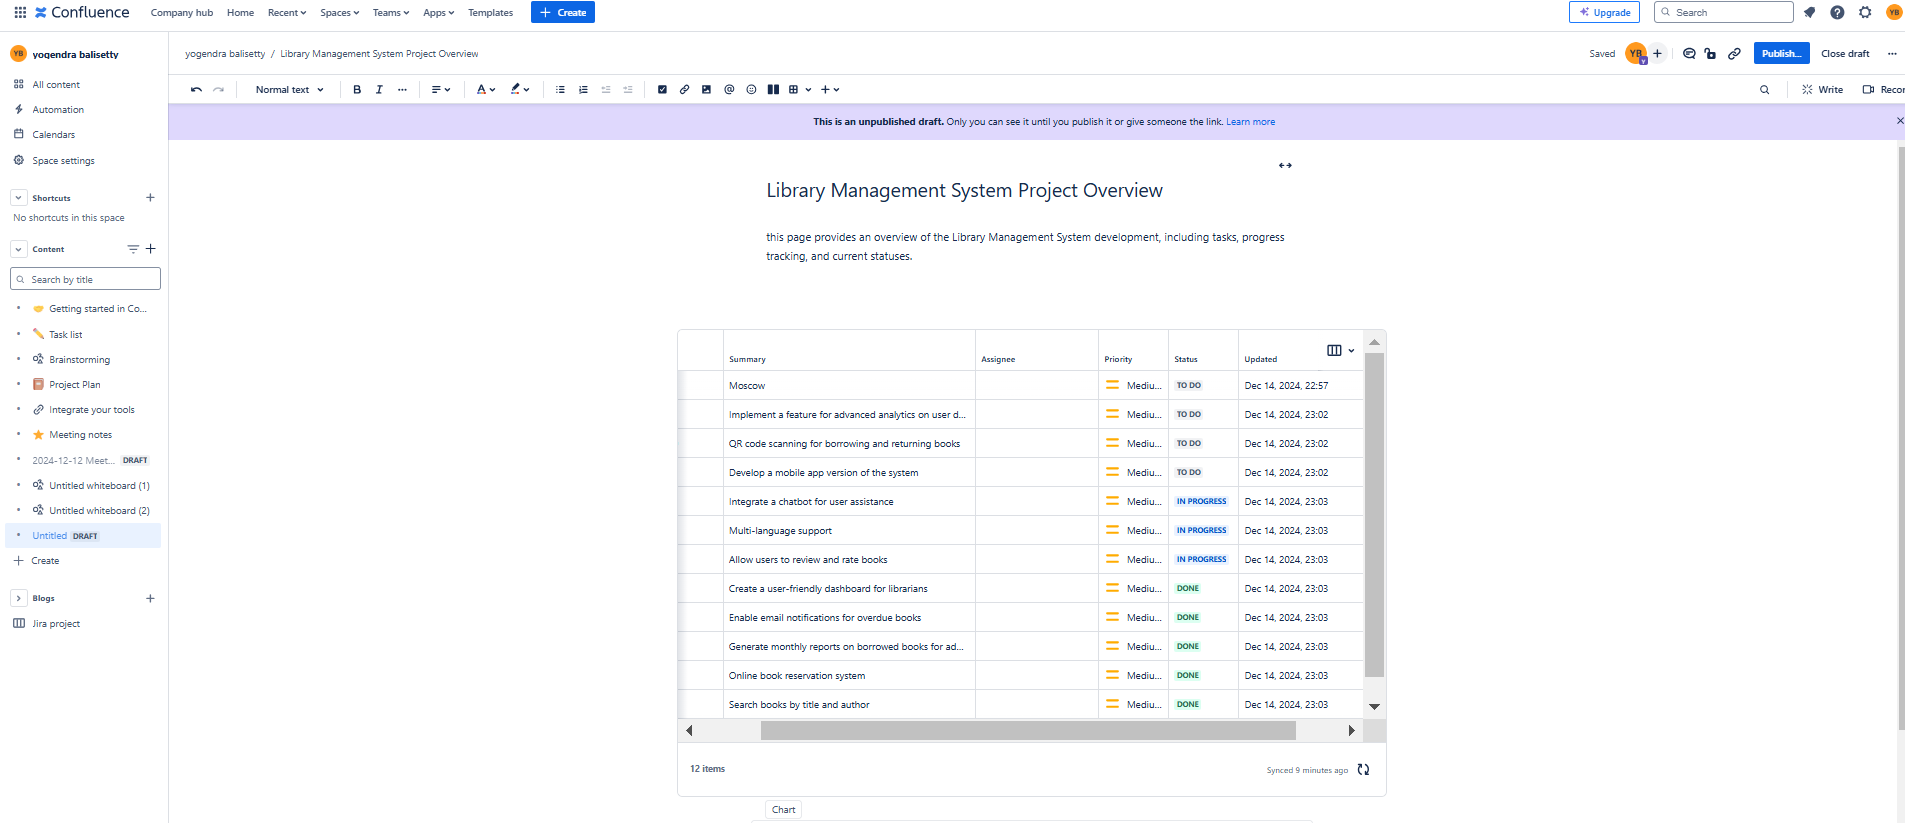 Confluence Company hub Home Recent Spaces Teams Apps Templates Create Upgrade Search YB
YB yogendra balisetty
yogendra balisetty / Library Management System Project Overview Saved YB Y Publish... Close draft
All content
Automation
Calendars
Space settings
Shortcuts
No shortcuts in this space
Content
Search by title
Getting started in Co...
Task list
Brainstorming
Project Plan
Integrate your tools
Meeting notes
2024-12-12 Meet... DRAFT
Untitled whiteboard (1)
Untitled whiteboard (2)
Untitled DRAFT
Create
Blogs
Jira project
Normal text B I A Write Recor
This is an unpublished draft. Only you can see it until you publish it or give someone the link. Learn more
Library Management System Project Overview
this page provides an overview of the Library Management System development, including tasks, progress
tracking, and current statuses.
Summary Assignee Priority Status Updated
Moscow Mediu... TO DO Dec 14, 2024, 22:57
Implement a feature for advanced analytics on user d... Mediu... TO DO Dec 14, 2024, 23:02
QR code scanning for borrowing and returning books Mediu... TO DO Dec 14, 2024, 23:02
Develop a mobile app version of the system Mediu... TO DO Dec 14, 2024, 23:02
Integrate a chatbot for user assistance Mediu... IN PROGRESS Dec 14, 2024, 23:03
Multi-language support Mediu... IN PROGRESS Dec 14, 2024, 23:03
Allow users to review and rate books Mediu... IN PROGRESS Dec 14, 2024, 23:03
Create a user-friendly dashboard for librarians Mediu... DONE Dec 14, 2024, 23:03
Enable email notifications for overdue books Mediu... DONE Dec 14, 2024, 23:03
Generate monthly reports on borrowed books for ad... Mediu... DONE Dec 14, 2024, 23:03
Online book reservation system Mediu... DONE Dec 14, 2024, 23:03
Search books by title and author Mediu... DONE Dec 14, 2024, 23:03
12 items Synced 9 minutes ago
Chart